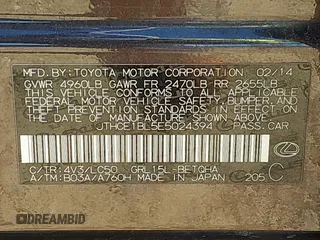 MFD. BY: TOYOTA MOTOR CORPORATION 02/14
GVWR 4960LB GAWR FR 2470LB RR 2655LB
THIS VEHICLE CONFORMS TO ALL APPLICABLE
FEDERAL MOTOR VEHICLE SAFETY, BUMPER, AND
THEFT PREVENTION STANDARDS IN EFFECT ON
THE DATE OF MANUFACTURE SHOWN ABOVE.
JTHCE1BL5E5024394 PASS.CAR
C/TR: 4V3/LC50 GRL15L-BETQHA
A/TM: B03A/A760H MADE IN JAPAN 205 C
DREAMBID